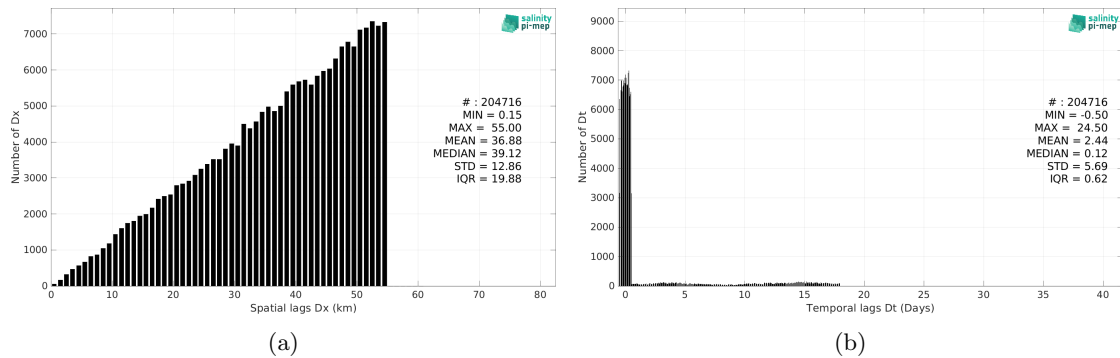 7000
6000
5000
4000
3000
2000
1000
0
Number of Dx
0 10 20 30 40 50 60 70 80
Spatial lags Dx (km)
salinity
pi-mep
# : 204716
MIN = 0.15
MAX = 55.00
MEAN = 36.88
MEDIAN = 39.12
STD = 12.86
IQR = 19.88
(a)
9000
8000
7000
6000
5000
4000
3000
2000
1000
0
Number of Dt
0 5 10 15 20 25 30 35 40
Temporal lags Dt (Days)
salinity
pi-mep
# : 204716
MIN = -0.50
MAX = 24.50
MEAN = 2.44
MEDIAN = 0.12
STD = 5.69
IQR = 0.62
(b)